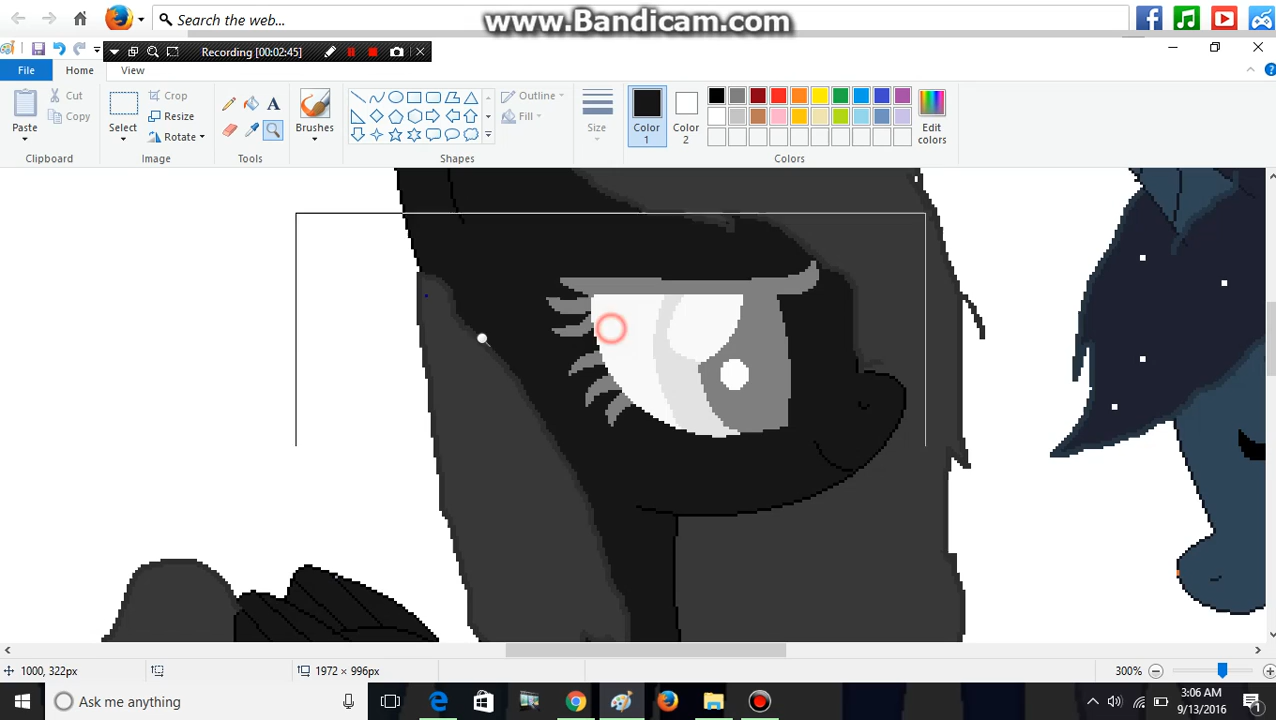 www.Bandicam.com
Search the web...
Recording [00:02:45]
File
Home
View
Paste
Cut
Copy
Clipboard
Select
Crop
Resize
Rotate
Image
Tools
Brushes
Outline
Fill
Shapes
Size
Color 1
Color 2
Edit colors
Colors
1000, 322px
1972 × 996px
300%
Ask me anything
3:06 AM
9/13/2016
1